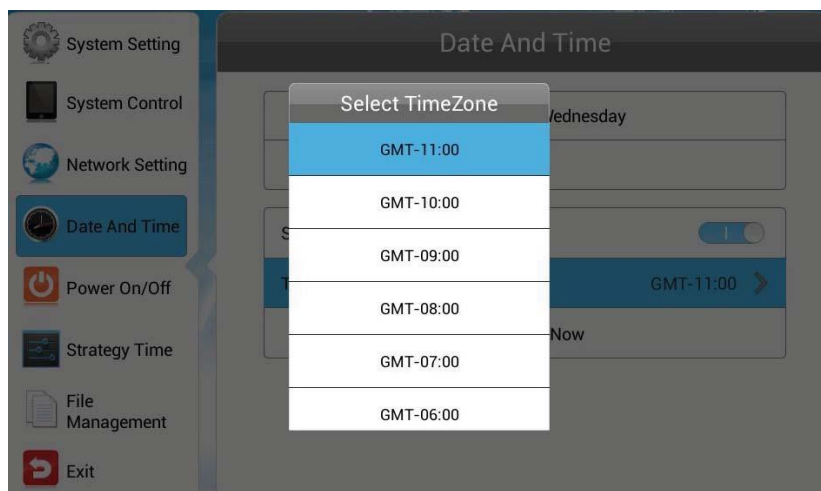 System Setting
Date And Time
System Control
Select TimeZone
Wednesday
GMT-11:00
Network Setting
GMT-10:00
Date And Time
S
GMT-09:00
Power On/Off
T
GMT-11:00
GMT-08:00
Now
Strategy Time
GMT-07:00
File
Management
GMT-06:00
Exit